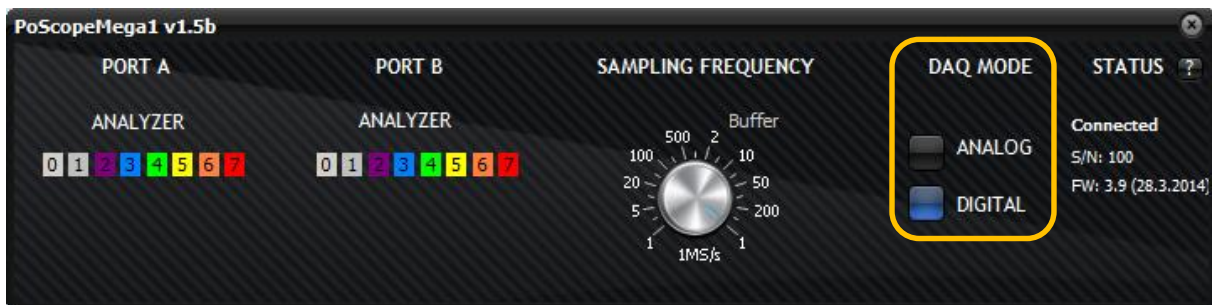 PoScopeMega1 v1.5b
PORT A
PORT B
SAMPLING FREQUENCY
DAQ MODE
STATUS ?
ANALYZER
0 1 2 3 4 5 6 7
ANALYZER
0 1 2 3 4 5 6 7
Buffer
500 2
100 10
20 50
5 200
1 1
1MS/s
ANALOG
DIGITAL
Connected
S/N: 100
FW: 3.9 (28.3.2014)